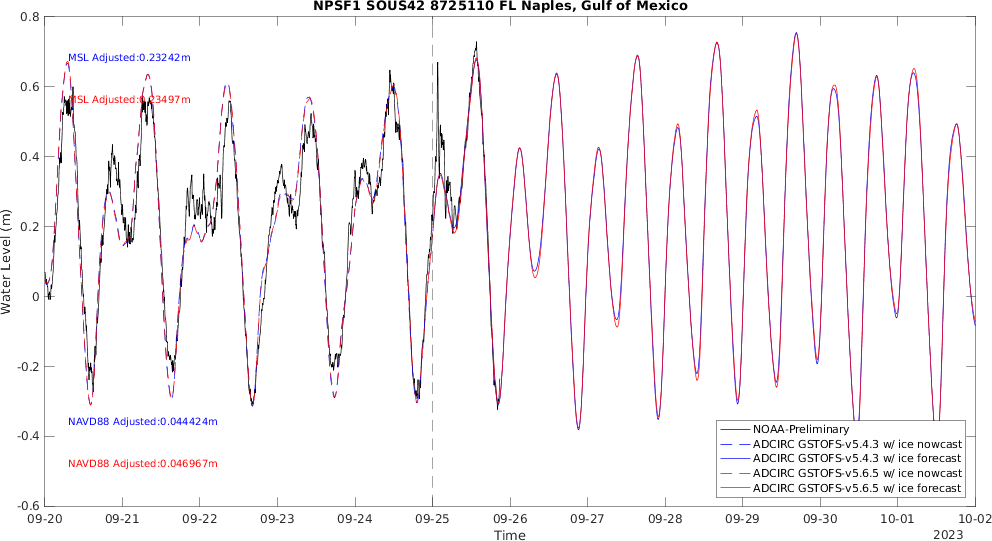 NPSF1 SOUS42 8725110 FL Naples, Gulf of Mexico
0.8
0.6
0.4
0.2
0
-0.2
-0.4
-0.6
Water Level (m)
MSL Adjusted:0.23242m
MSL Adjusted:0.23497m
NAVD88 Adjusted:0.044424m
NAVD88 Adjusted:0.046967m
NOAA-Preliminary
ADCIRC GSTOFS-v5.4.3 w/ ice nowcast
ADCIRC GSTOFS-v5.4.3 w/ ice forecast
ADCIRC GSTOFS-v5.6.5 w/ ice nowcast
ADCIRC GSTOFS-v5.6.5 w/ ice forecast
09-20 09-21 09-22 09-23 09-24 09-25 09-26 09-27 09-28 09-29 09-30 10-01 10-02
Time
2023